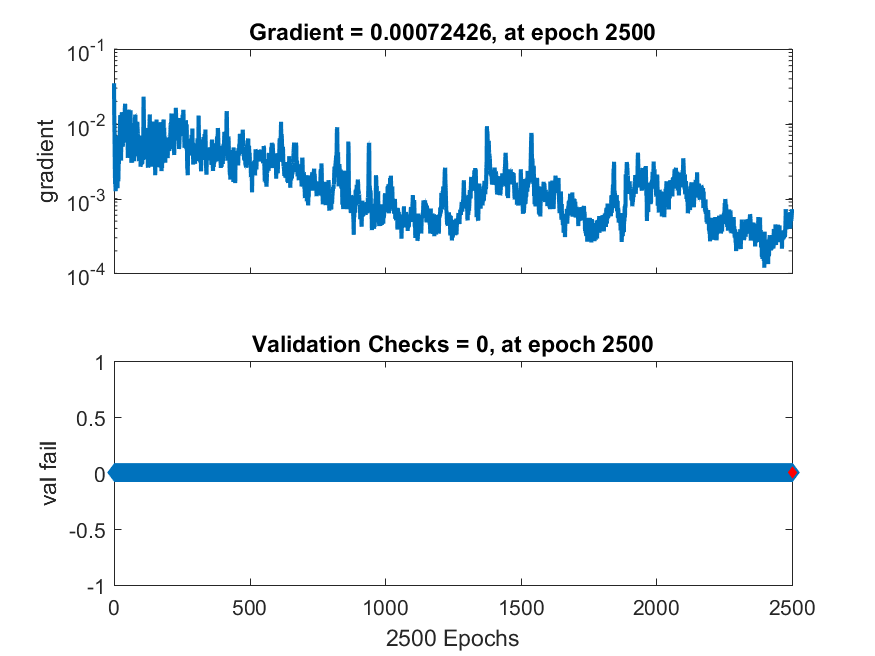 Gradient = 0.00072426, at epoch 2500
10^-1
10^-2
10^-3
10^-4
gradient
Validation Checks = 0, at epoch 2500
1
0.5
0
-0.5
-1
val fail
0 500 1000 1500 2000 2500
2500 Epochs